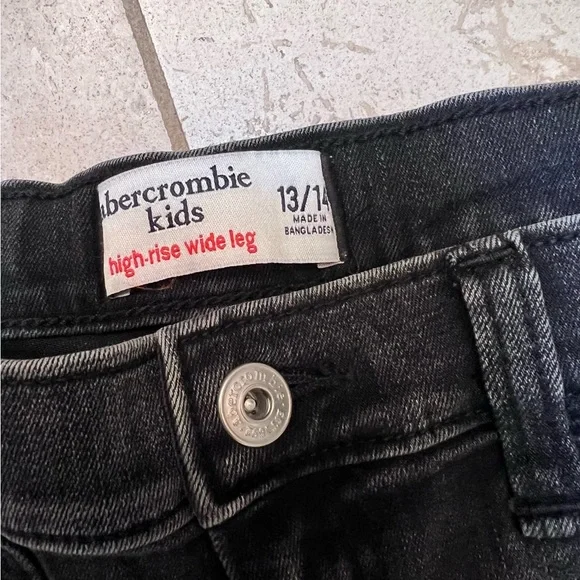 abercrombie
kids
high-rise wide leg
13/14
MADE IN
BANGLADESH